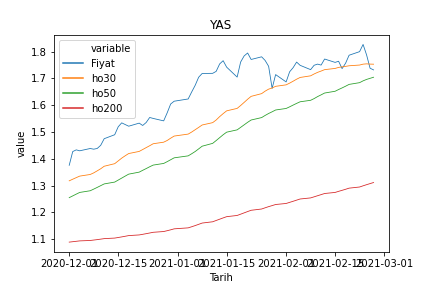 YAS
variable
Fiyat
ho30
ho50
ho200
value
1.8
1.7
1.6
1.5
1.4
1.3
1.2
1.1
2020-12-01
2020-12-15
2021-01-01
2021-01-15
2021-02-01
2021-02-15
2021-03-01
Tarih